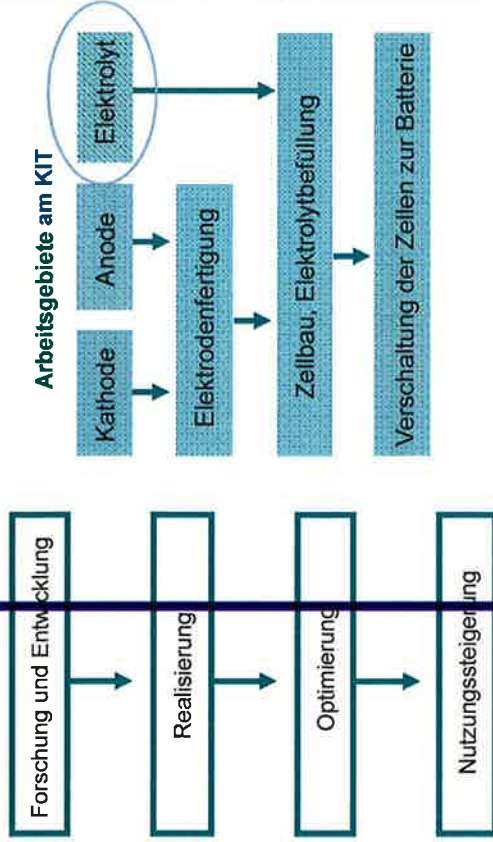 Arbeitsgebiete am KIT
Forschung und Entwicklung
Realisierung
Optimierung
Nutzungssteigerung
Kathode
Anode
Elektrolyt
Elektrodenfertigung
Zellbau, Elektrolytbefüllung
Verschaltung der Zellen zur Batterie